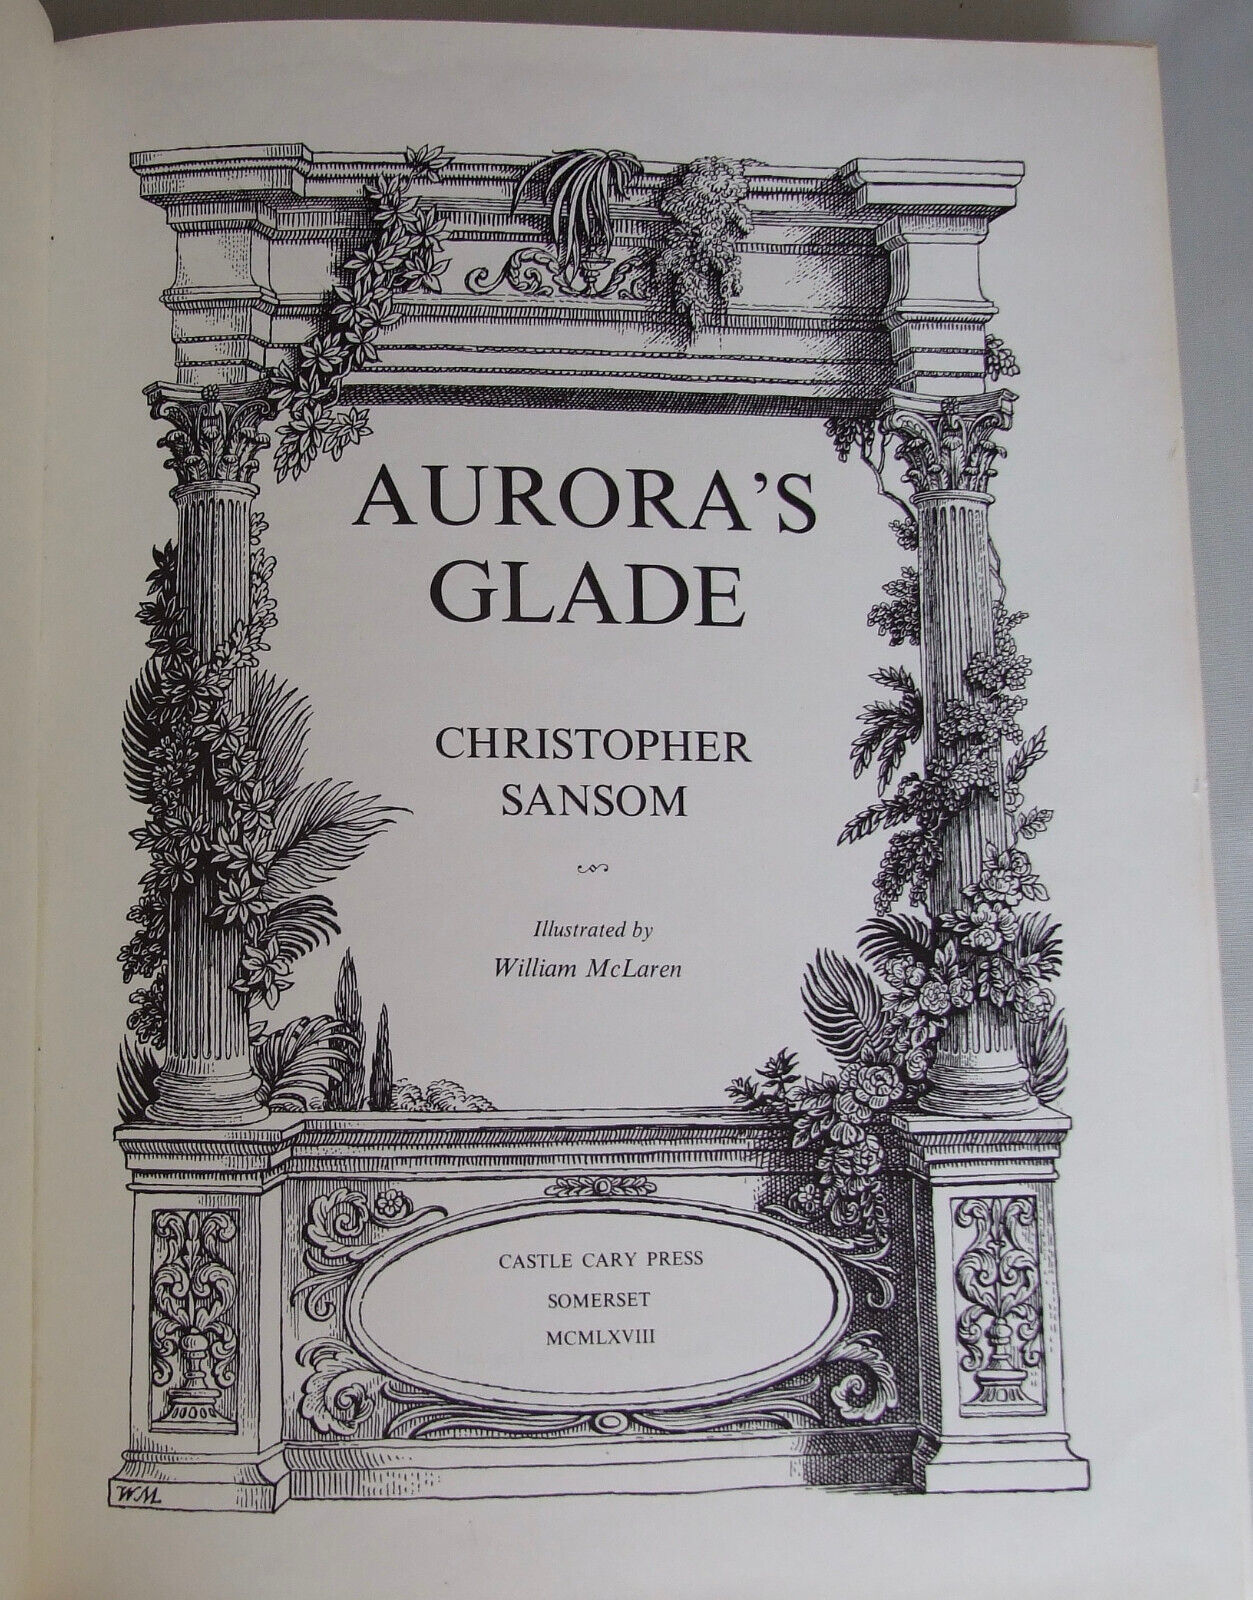 AURORA'S
GLADE
CHRISTOPHER
SANSOM
Illustrated by
William McLaren
CASTLE CARY PRESS
SOMERSET
MCMLXVIII
WM